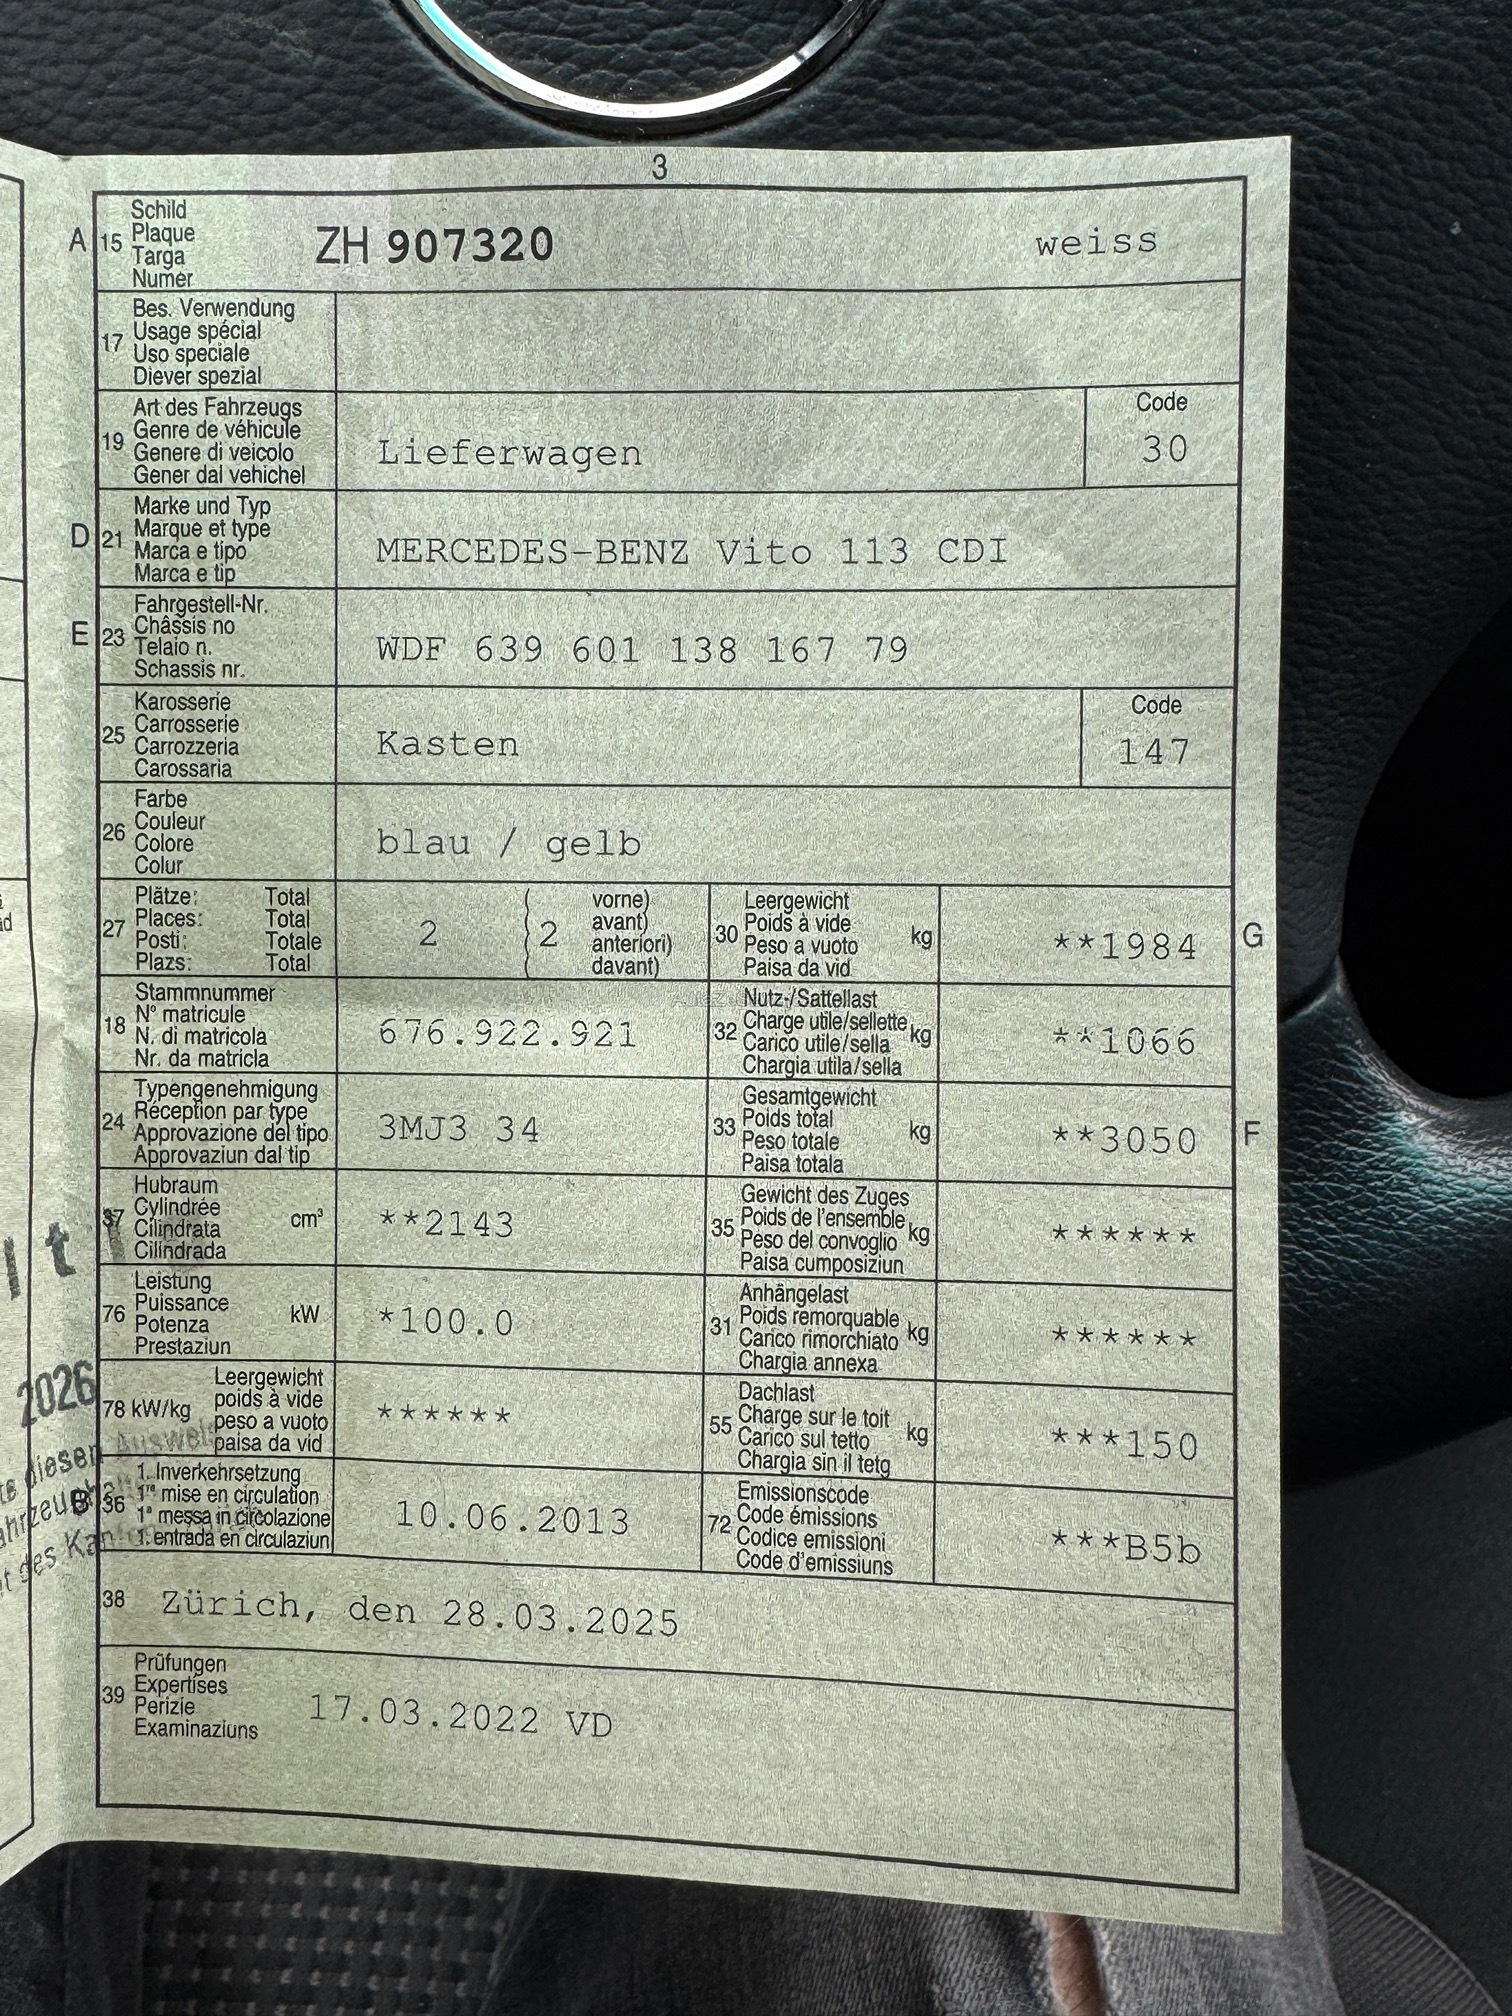 3
A 15 Schild
Plaque
Targa
Numer
ZH 907320 weiss
17 Bes. Verwendung
Usage spécial
Uso speciale
Diever spezial
19 Art des Fahrzeugs
Genre de véhicule
Genere di veicolo
Gener dal vehichel
Lieferwagen
Code
30
D 21 Marke und Typ
Marque et type
Marca e tipo
Marca e tip
MERCEDES-BENZ Vito 113 CDI
E 23 Fahrgestell-Nr.
Châssis no
Telaio n.
Schassis nr.
WDF 639 601 138 167 79
25 Karosserie
Carrosserie
Carrozzeria
Carossaria
Kasten
Code
147
26 Farbe
Couleur
Colore
Colur
blau / gelb
27 Plätze: Total
Places: Total
Posti: Totale
Plazs: Total
2 ( 2 vorne)
avant)
anteriori)
davant)
30 Leergewicht
Poids à vide
Peso a vuoto
Paisa da vid
kg **1984 G
18 Stammnummer
N° matricule
N. di matricola
Nr. da matricla
676.922.921
32 Nutz-/Sattellast
Charge utile/sellette
Carico utile/sella
Chargia utila/sella
kg **1066
24 Typengenehmigung
Réception par type
Approvazione del tipo
Approvaziun dal tip
3MJ3 34
33 Gesamtgewicht
Poids total
Peso totale
Paisa totala
kg **3050 F
37 Hubraum
Cylindrée
Cilindrata
Cilindrada
cm³ **2143
35 Gewicht des Zuges
Poids de l'ensemble
Peso del convoglio
Paisa cumposiziun
kg ******
76 Leistung
Puissance
Potenza
Prestaziun
kW *100.0
31 Anhängelast
Poids remorquable
Carico rimorchiato
Chargia annexa
kg ******
78 kW/kg Leergewicht
poids à vide
peso a vuoto
paisa da vid
******
55 Dachlast
Charge sur le toit
Carico sul tetto
Chargia sin il tetg
kg ***150
B 36 1. Inverkehrsetzung
1re mise en circulation
1a messa in circolazione
1. entrada en circulaziun
10.06.2013
72 Emissionscode
Code émissions
Codice emissioni
Code d'emissiuns
***B5b
38 Zürich, den 28.03.2025
39 Prüfungen
Expertises
Perizie
Examinaziuns
17.03.2022 VD
2026
diesen Ausweis
des